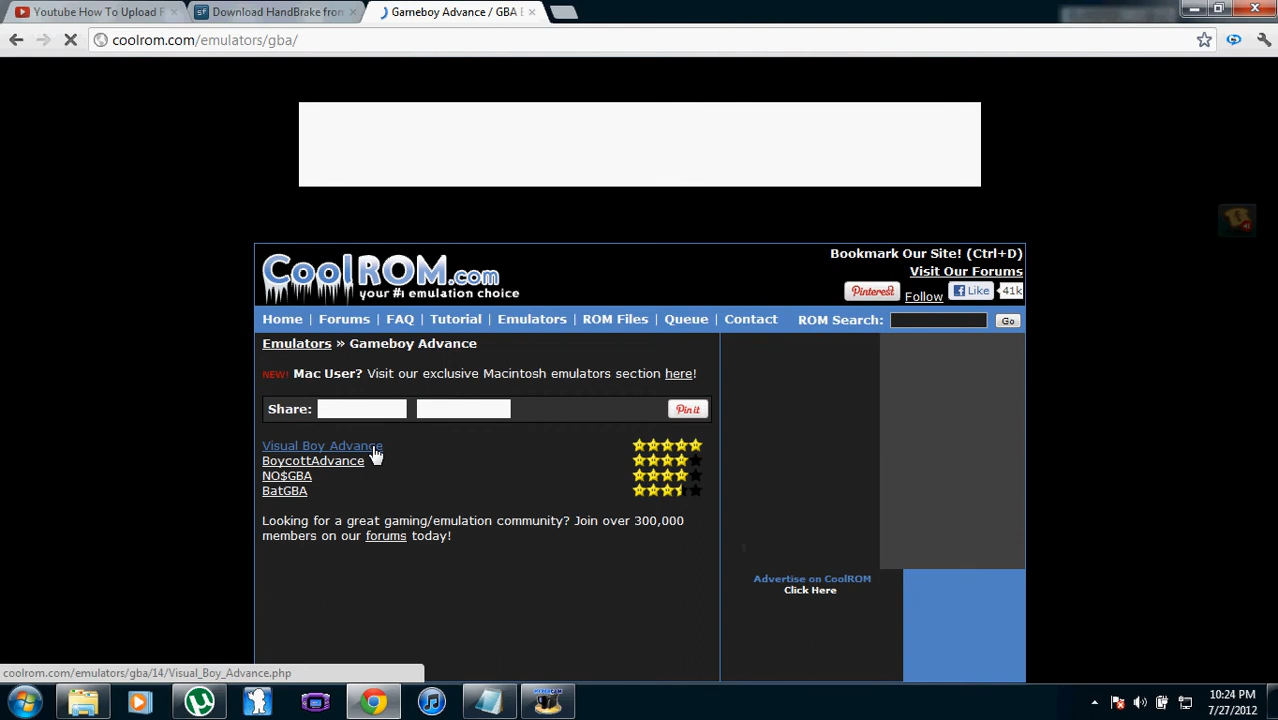 Youtube How To Upload F
Download HandBrake from
Gameboy Advance / GBA E
coolrom.com/emulators/gba/
CoolROM.com
your #1 emulation choice
Bookmark Our Site! (Ctrl+D)
Visit Our Forums
Pinterest Follow Like 41k
Home | Forums | FAQ | Tutorial | Emulators | ROM Files | Queue | Contact ROM Search: Go
Emulators » Gameboy Advance
NEW! Mac User? Visit our exclusive Macintosh emulators section here!
Share: Pin it
Visual Boy Advance
BoycottAdvance
NO$GBA
BatGBA
Looking for a great gaming/emulation community? Join over 300,000
members on our forums today!
Advertise on CoolROM
Click Here
coolrom.com/emulators/gba/14/Visual_Boy_Advance.php
10:24 PM
7/27/2012